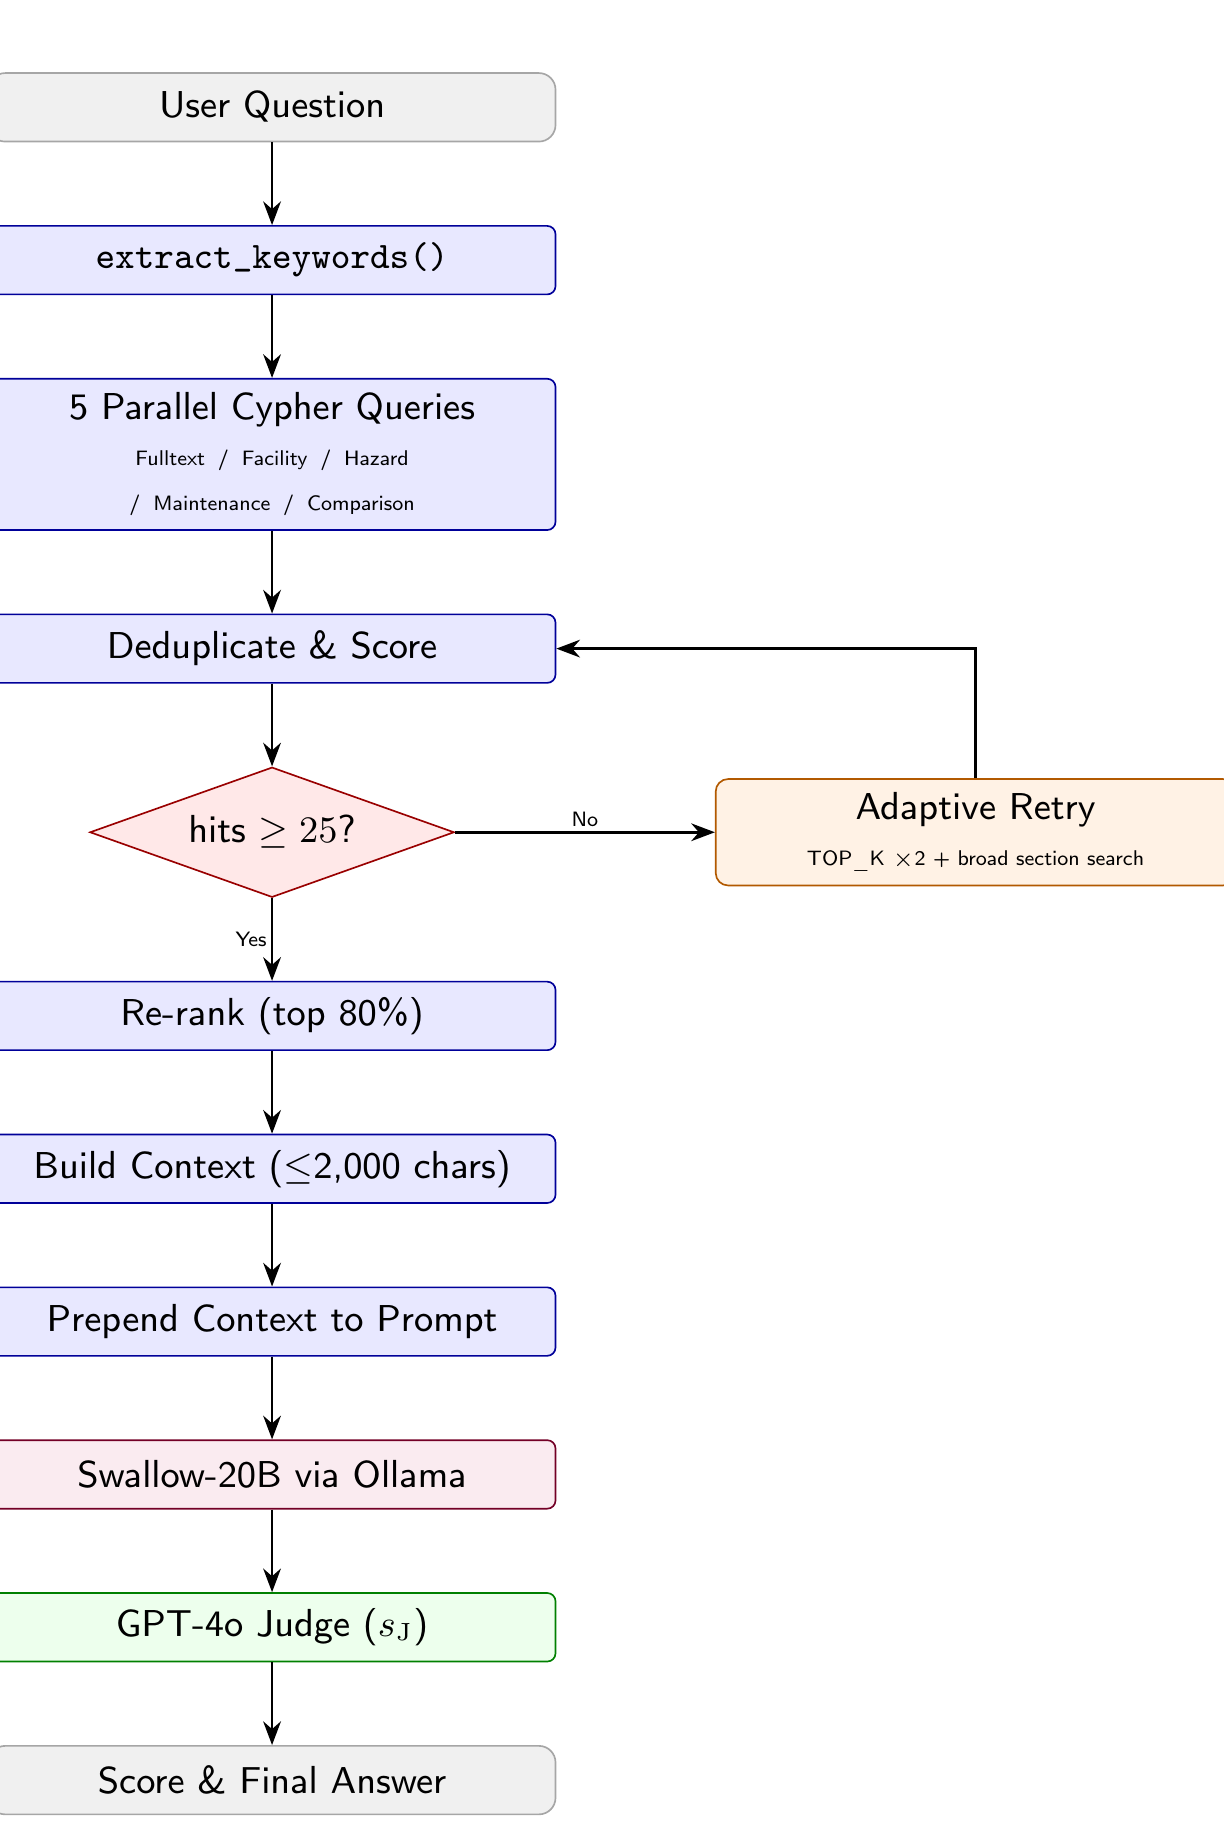 User Question
extract_keywords()
5 Parallel Cypher Queries
Fulltext / Facility / Hazard
/ Maintenance / Comparison
Deduplicate & Score
hits ≥ 25?
No
Adaptive Retry
TOP_K ×2 + broad section search
Yes
Re-rank (top 80%)
Build Context (≤2,000 chars)
Prepend Context to Prompt
Swallow-20B via Ollama
GPT-4o Judge (s_J)
Score & Final Answer